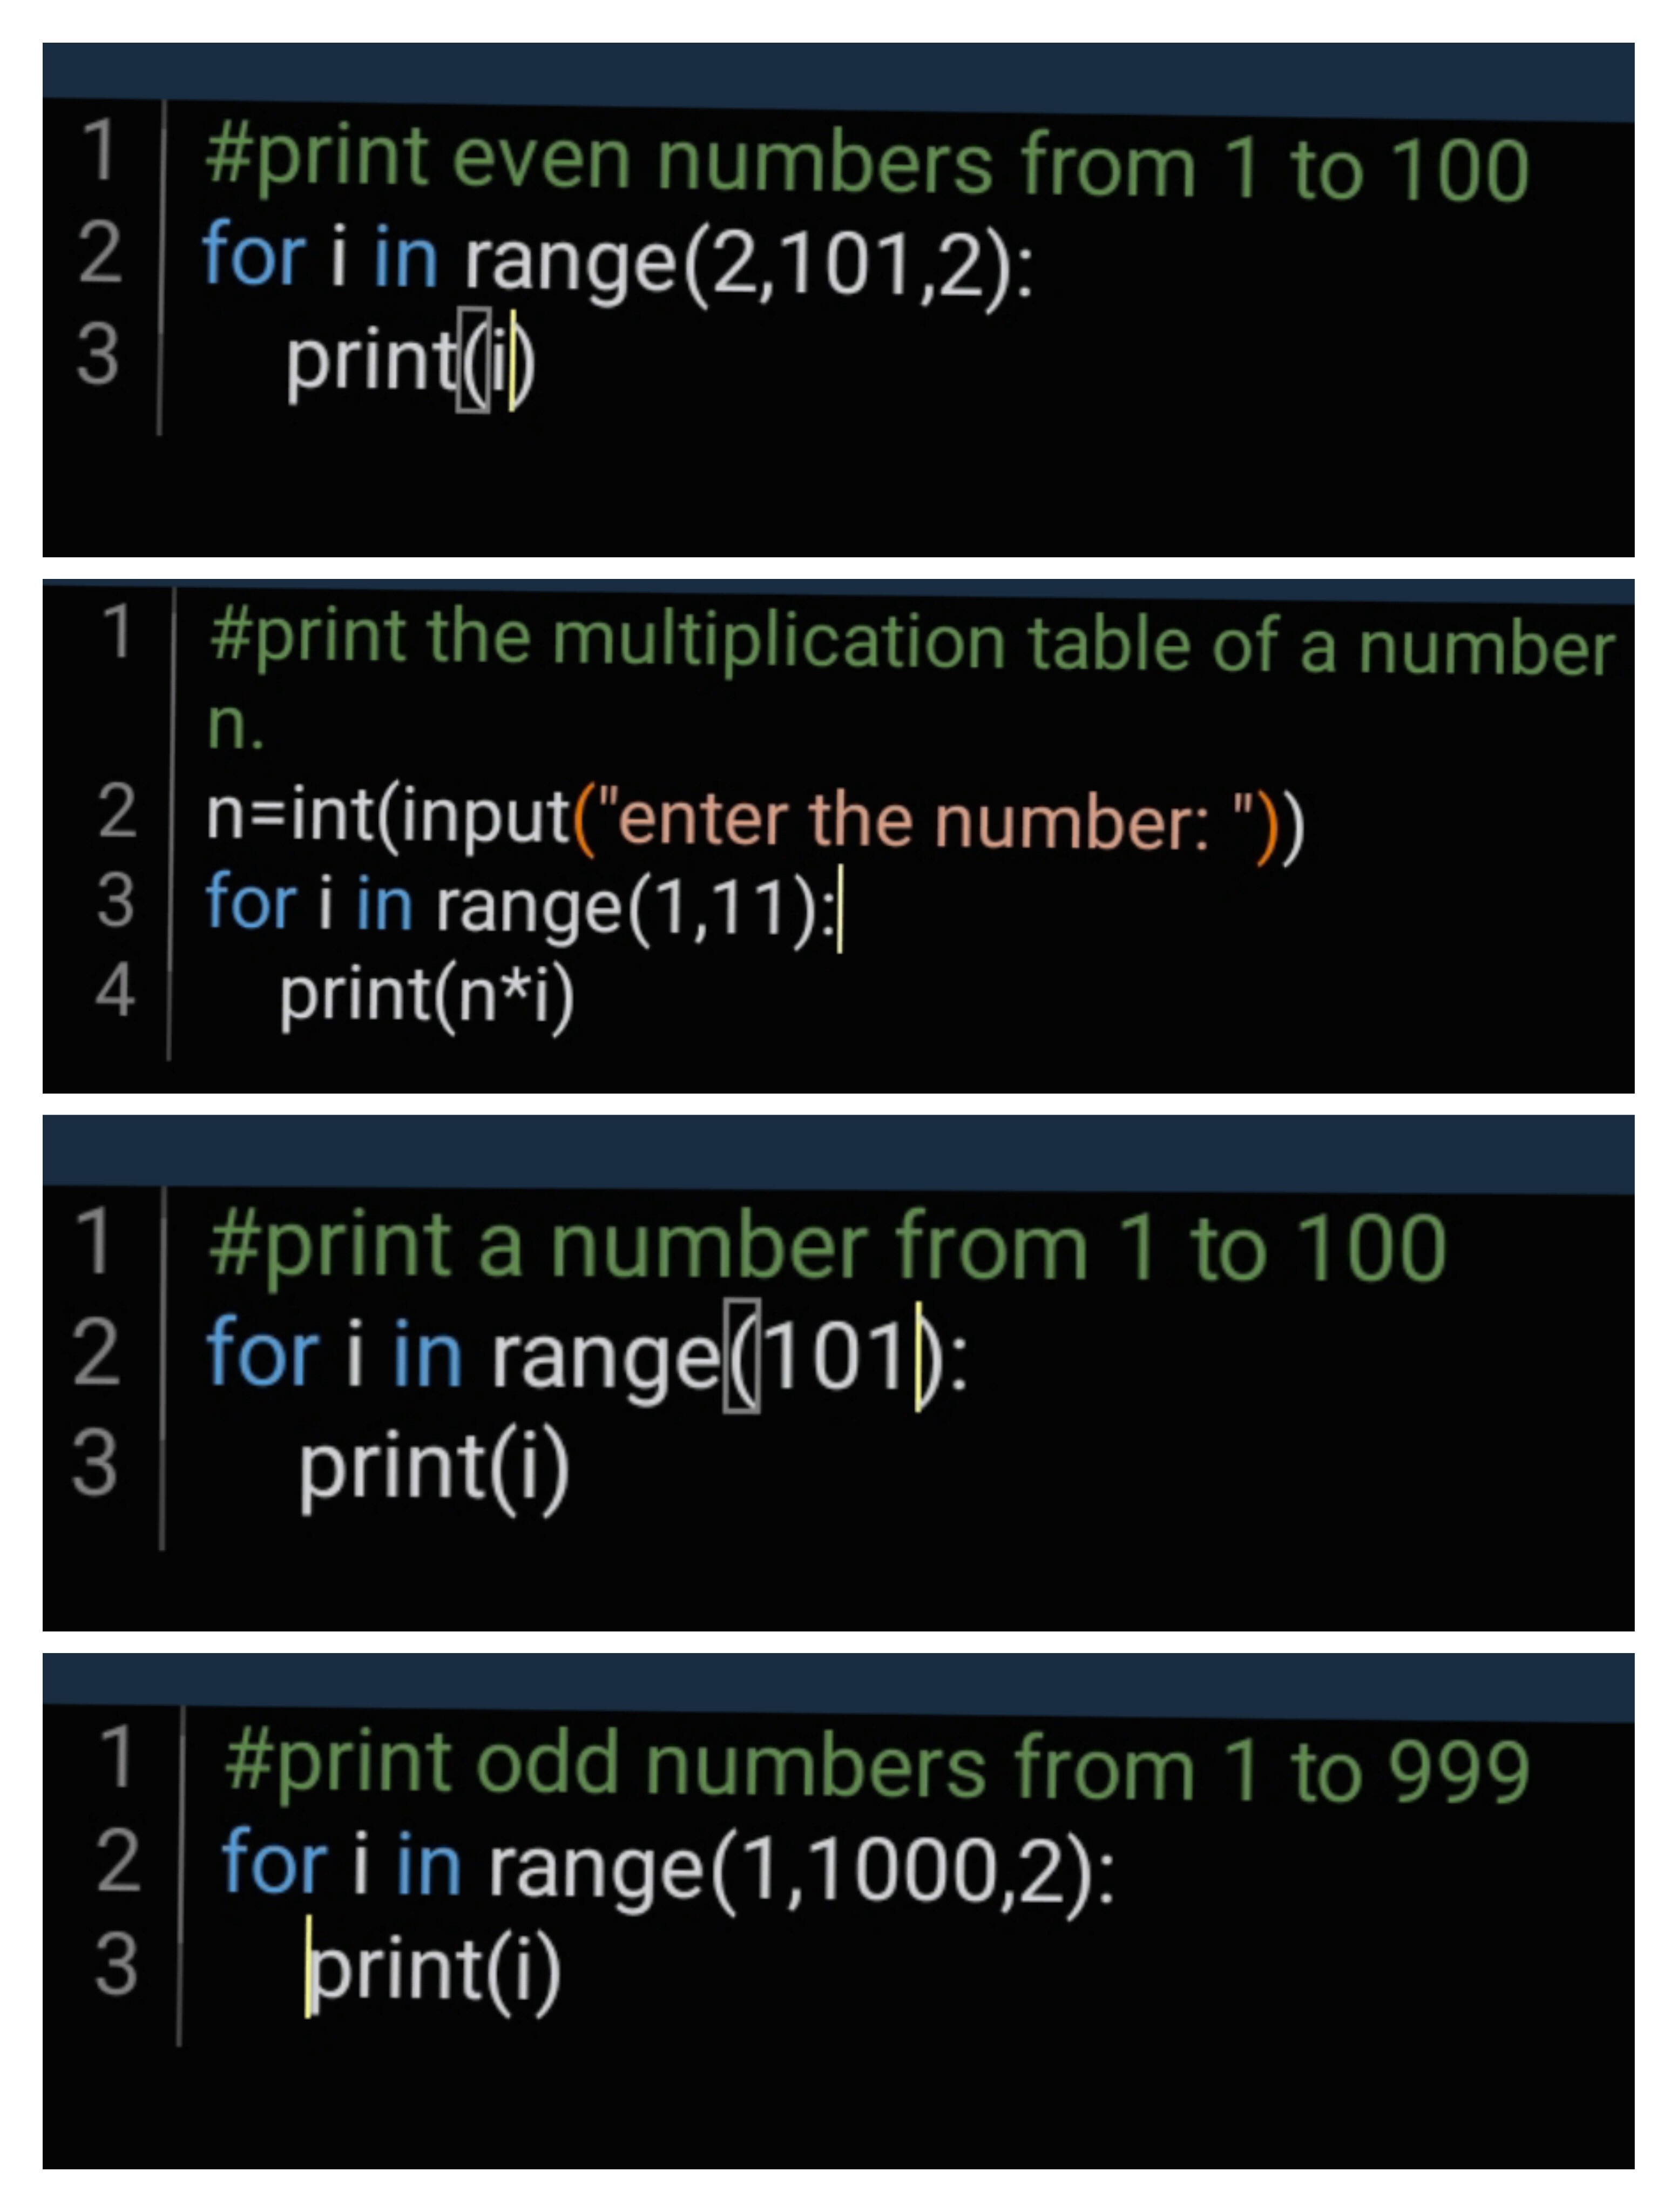 1 #print even numbers from 1 to 100
2 for i in range(2,101,2):
3 print(i)
1 #print the multiplication table of a number
n.
2 n=int(input("enter the number: "))
3 for i in range(1,11):
4 print(n*i)
1 #print a number from 1 to 100
2 for i in range(101):
3 print(i)
1 #print odd numbers from 1 to 999
2 for i in range(1,1000,2):
3 print(i)